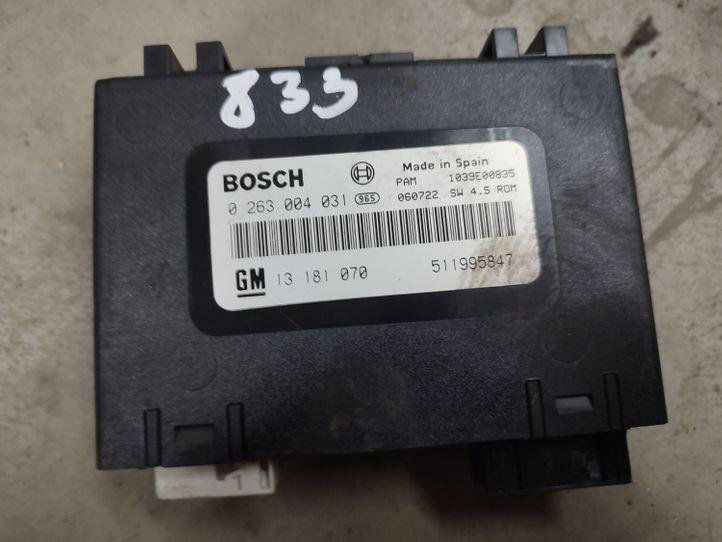 833
BOSCH Made in Spain
PAM 1039E00835
0 263 004 031 965 060722 SW 4.5 ROM
GM 13 181 070 511995847